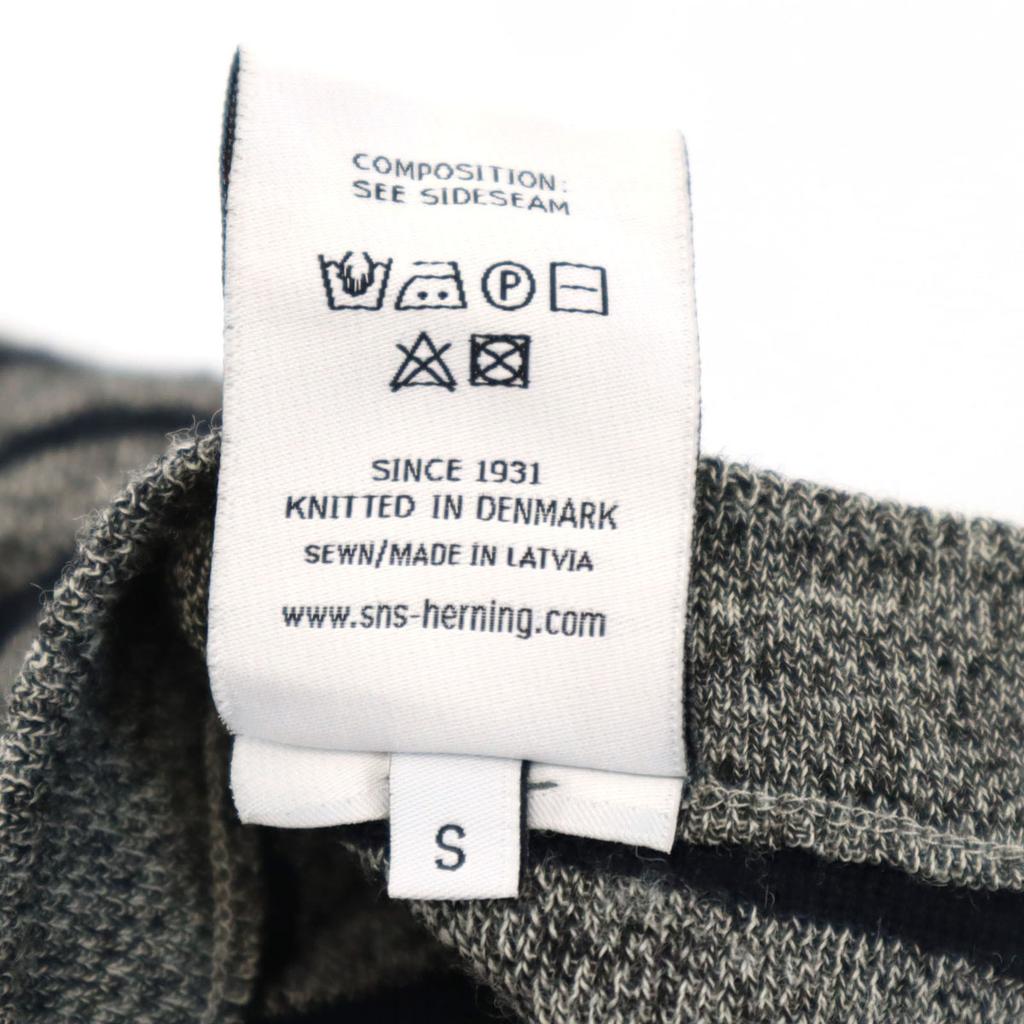 COMPOSITION:
SEE SIDESEAM
P
SINCE 1931
KNITTED IN DENMARK
SEWN/MADE IN LATVIA
www.sns-herning.com
S